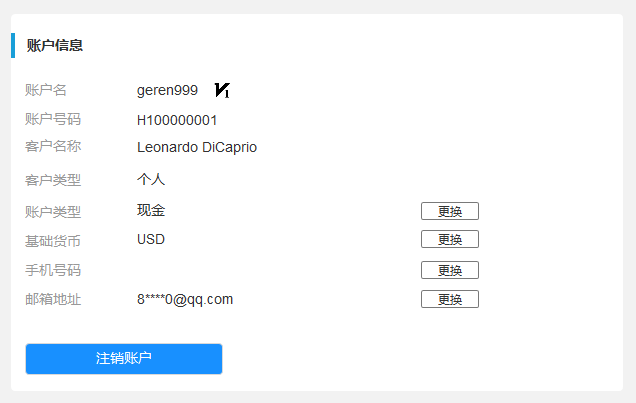 账户信息
账户名 geren999 V1
账户号码 H100000001
客户名称 Leonardo DiCaprio
客户类型 个人
账户类型 现金 更换
基础货币 USD 更换
手机号码 更换
邮箱地址 8****0@qq.com 更换
注销账户